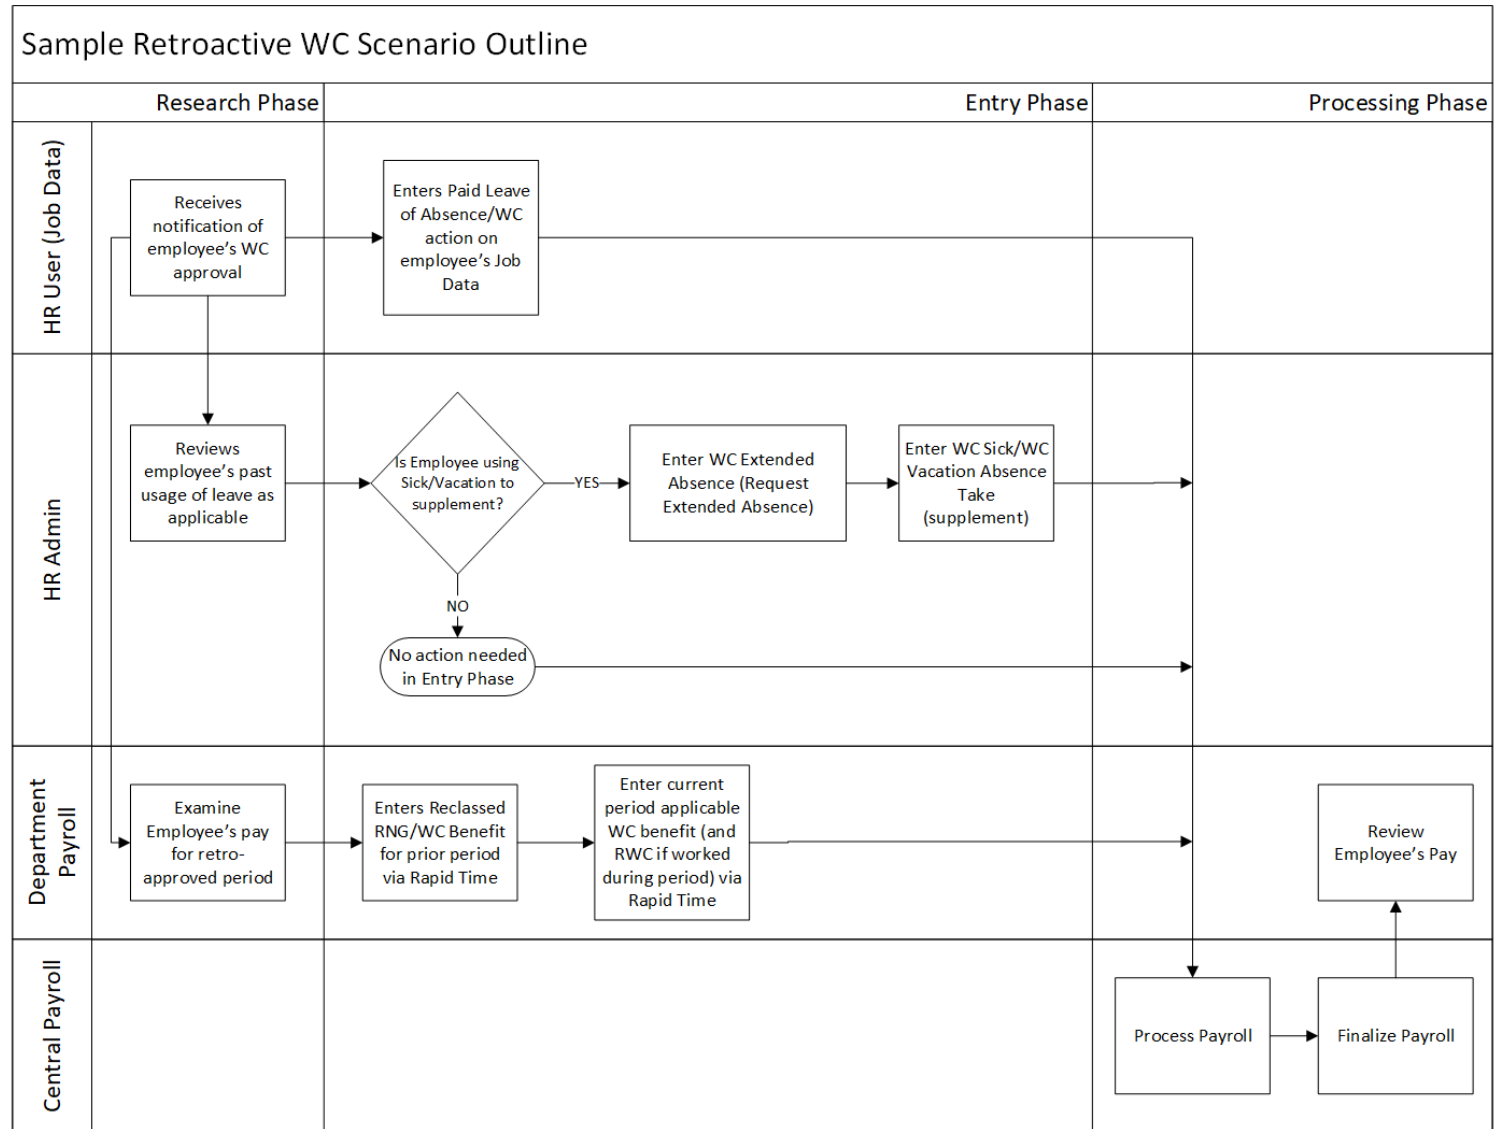 Sample Retroactive WC Scenario Outline
Research Phase
Entry Phase
Processing Phase
HR User (Job Data)
Receives
notification of
employee's WC
approval
Enters Paid Leave
of Absence/WC
action on
employee's Job
Data
HR Admin
Reviews
employee's past
usage of leave as
applicable
Is Employee using
Sick/Vacation to
supplement?
YES
NO
No action needed
in Entry Phase
Enter WC Extended
Absence (Request
Extended Absence)
Enter WC Sick/WC
Vacation Absence
Take
(supplement)
Department
Payroll
Examine
Employee's pay
for retro-
approved period
Enters Reclassed
RNG/WC Benefit
for prior period
via Rapid Time
Enter current
period applicable
WC benefit (and
RWC if worked
during period) via
Rapid Time
Review
Employee's Pay
Central Payroll
Process Payroll
Finalize Payroll